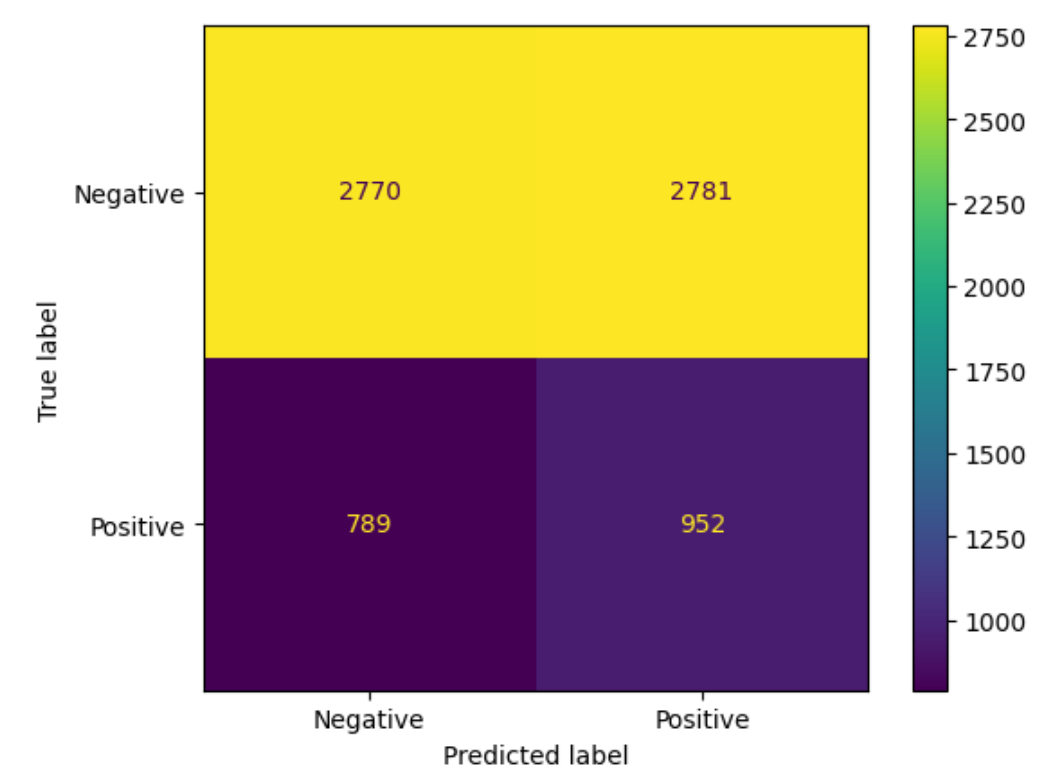 2750
2500
Negative 2770 2781
2250
2000
True label
1750
1500
Positive 789 952
1250
1000
Negative Positive
Predicted label